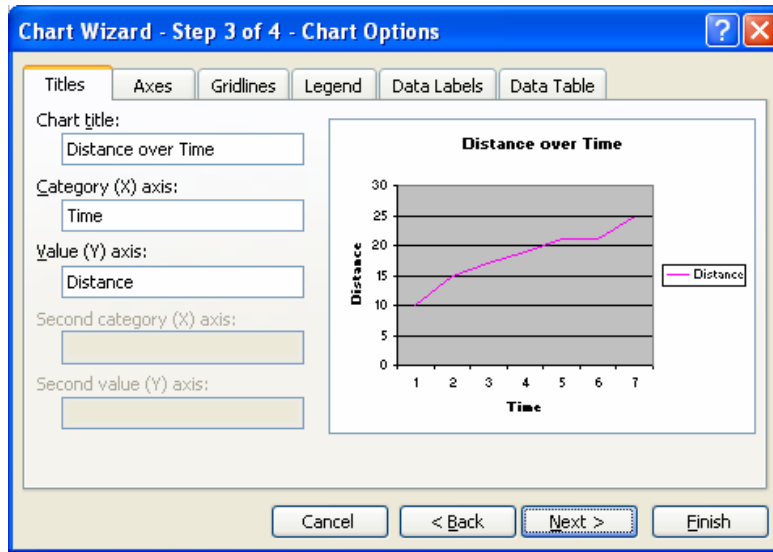 Chart Wizard - Step 3 of 4 - Chart Options
?
Titles
Axes
Gridlines
Legend
Data Labels
Data Table
Chart title:
Distance over Time
Category (X) axis:
Time
Value (Y) axis:
Distance
Second category (X) axis:
Second value (Y) axis:
Distance over Time
30
25
20
15
10
5
0
Distance
1 2 3 4 5 6 7
Time
Distance
Cancel
< Back
Next >
Finish